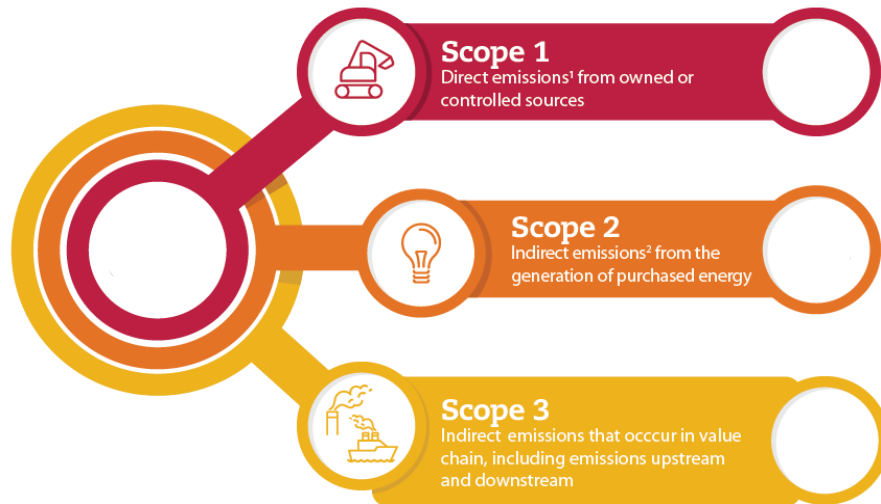 Scope 1
Direct emissions¹ from owned or
controlled sources
Scope 2
Indirect emissions² from the
generation of purchased energy
Scope 3
Indirect emissions that occcur in value
chain, including emissions upstream
and downstream